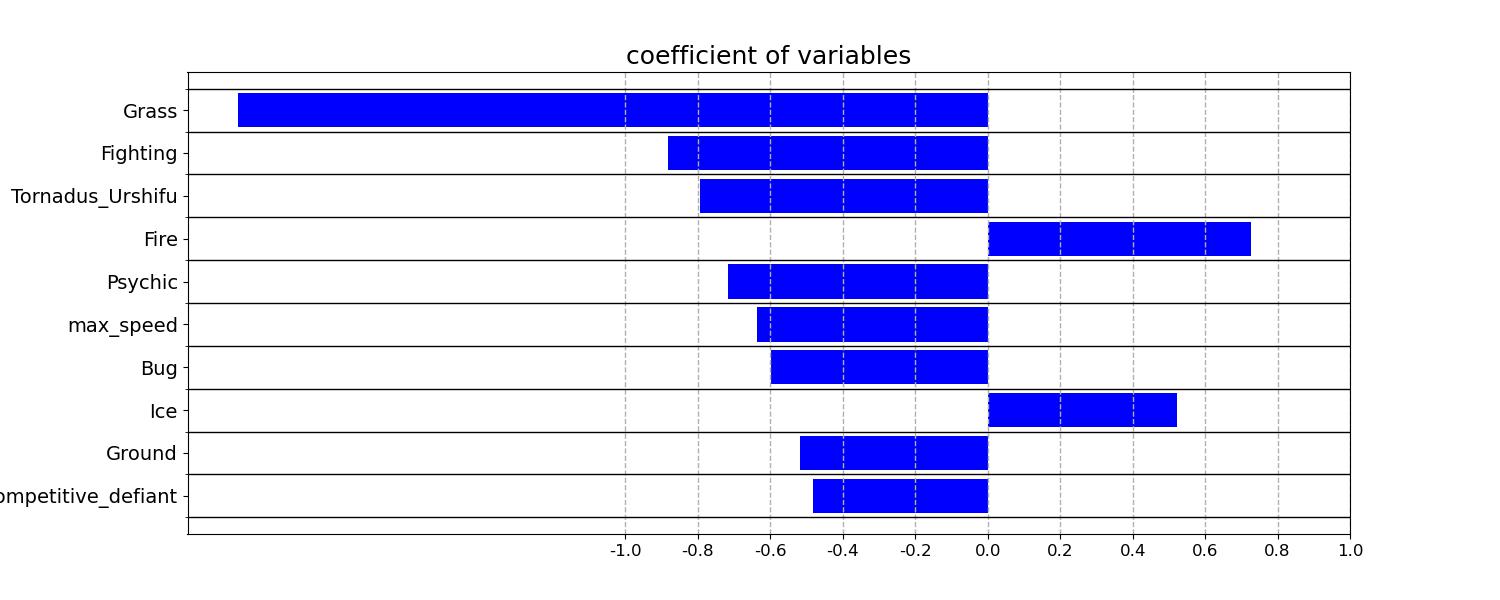 coefficient of variables
Grass
Fighting
Tornadus_Urshifu
Fire
Psychic
max_speed
Bug
Ice
Ground
ompetitive_defiant
-1.0 -0.8 -0.6 -0.4 -0.2 0.0 0.2 0.4 0.6 0.8 1.0